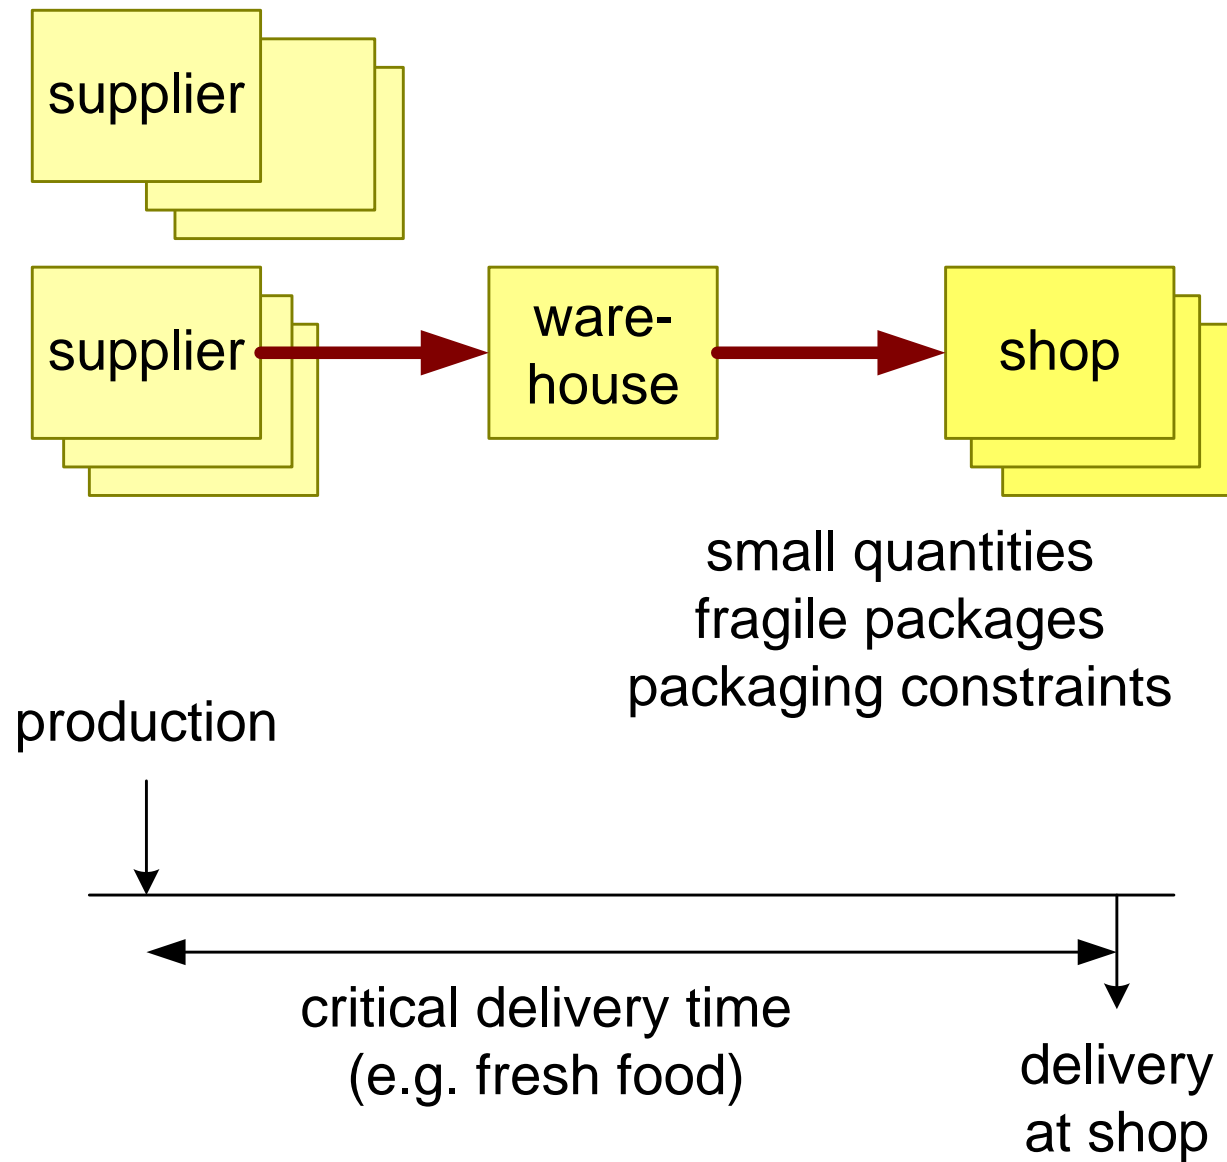 supplier
supplier
ware-
house
shop
small quantities
fragile packages
packaging constraints
production
critical delivery time
(e.g. fresh food)
delivery
at shop